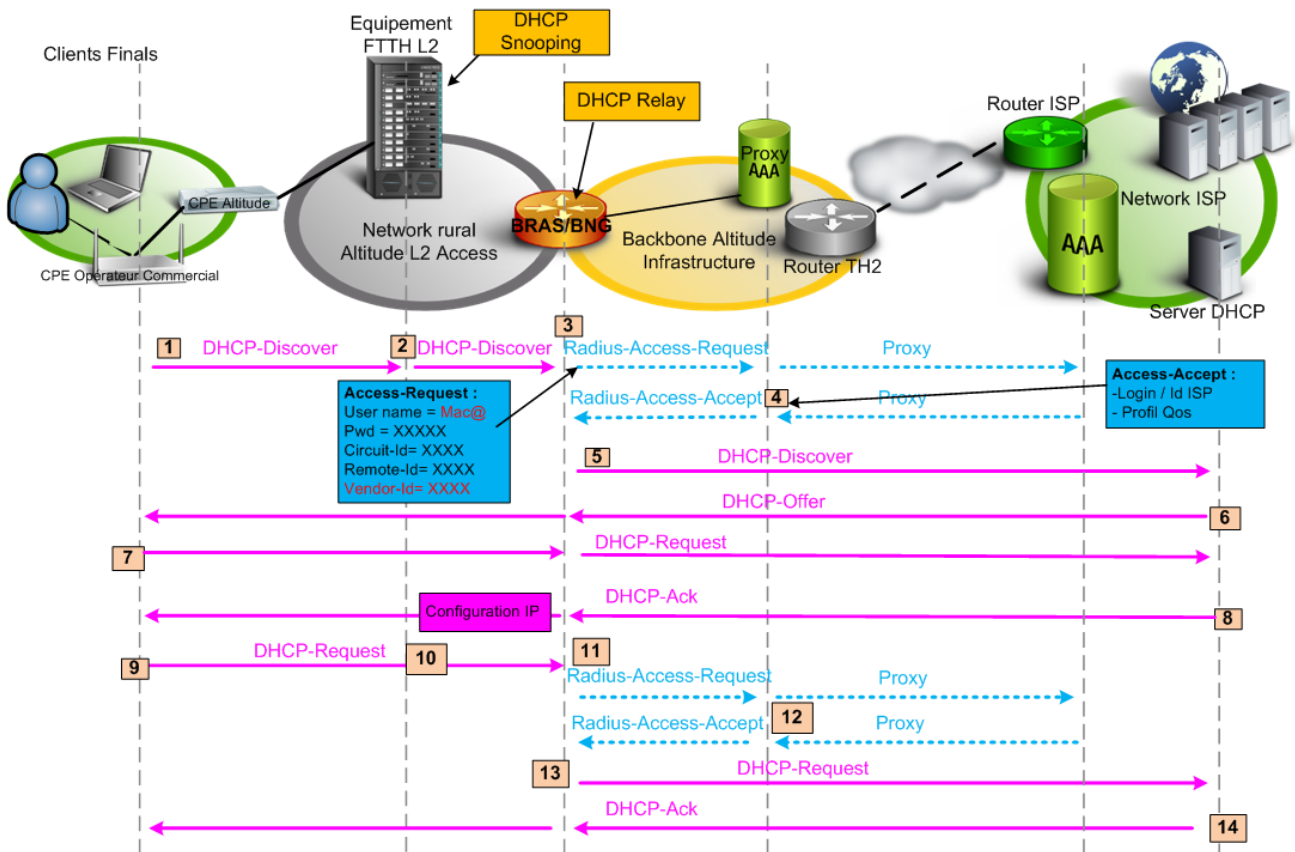 Clients Finals
Equipement
FTTH L2
DHCP
Snooping
DHCP Relay
Router ISP
Proxy
AAA
CPE Altitude
Network rural
Altitude L2 Access
BRAS/BNG
Backbone Altitude
Infrastructure
Router TH2
AAA
Network ISP
Server DHCP
CPE Opérateur Commercial
1
DHCP-Discover
2
DHCP-Discover
3
Radius-Access-Request
Proxy
Access-Request :
User name = Mac@
Pwd = XXXXX
Circuit-Id= XXXX
Remote-Id= XXXX
Vendor-Id= XXXX
Radius-Access-Accept
4
Proxy
Access-Accept :
-Login / Id ISP
- Profil Qos
5
DHCP-Discover
DHCP-Offer
6
7
DHCP-Request
Configuration IP
DHCP-Ack
8
9
DHCP-Request
10
11
Radius-Access-Request
Proxy
Radius-Access-Accept
12
Proxy
13
DHCP-Request
DHCP-Ack
14